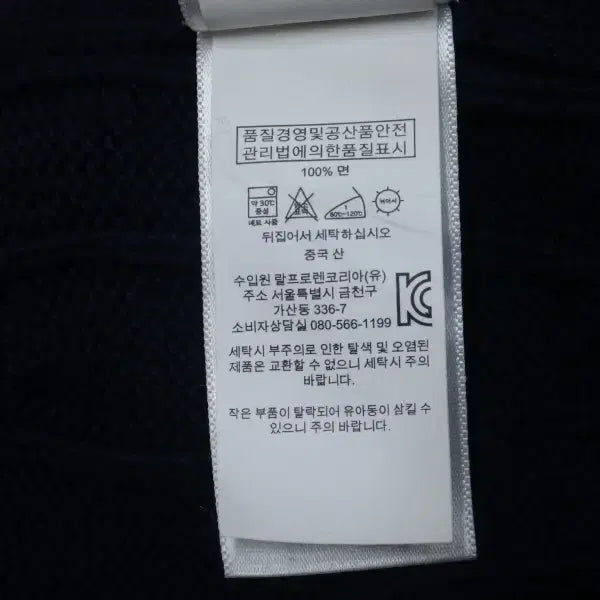 품질경영및공산품안전
관리법에의한품질표시
100% 면
약 30℃
중성
네트 사용
1
80℃~120℃
뉘어서
뒤집어서 세탁하십시오
중국 산
수입원 랄프로렌코리아(유)
주소 서울특별시 금천구
가산동 336-7
소비자상담실 080-566-1199
세탁시 부주의로 인한 탈색 및 오염된
제품은 교환할 수 없으니 세탁시 주의
바랍니다.
작은 부품이 탈락되어 유아동이 삼킬 수
있으니 주의 바랍니다.